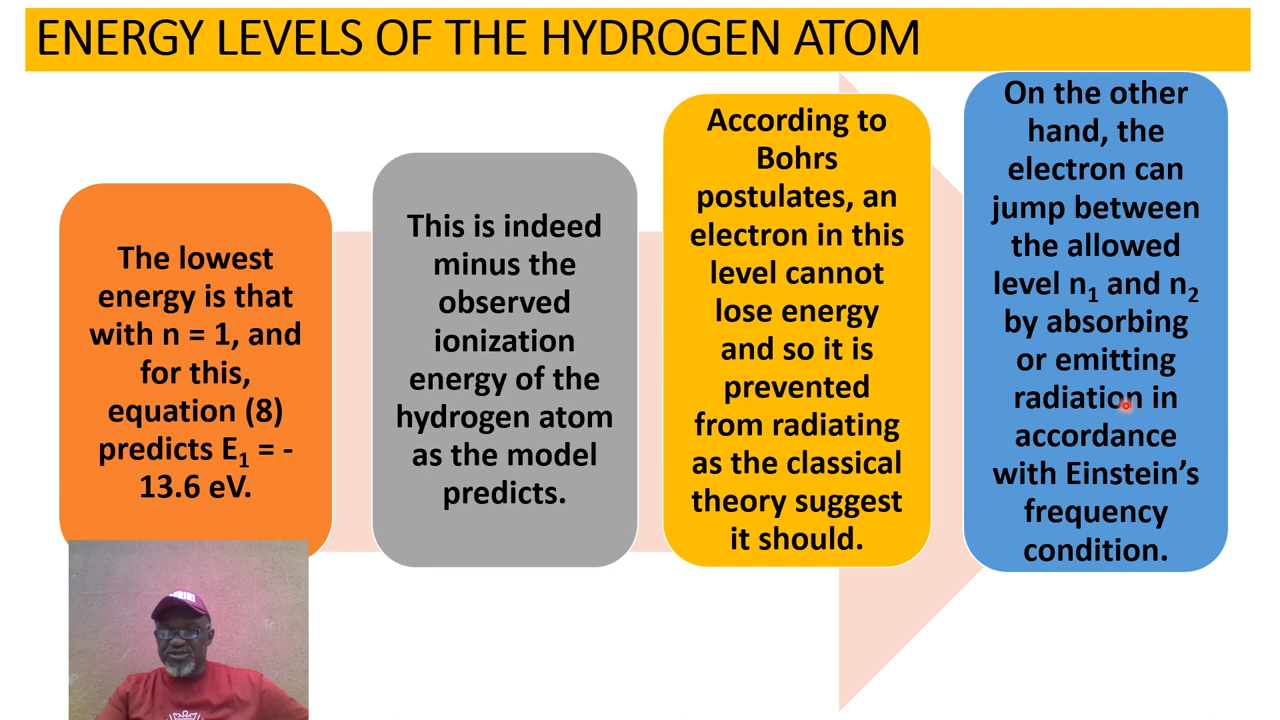 ENERGY LEVELS OF THE HYDROGEN ATOM
The lowest
energy is that
with n = 1, and
for this,
equation (8)
predicts E₁ = -
13.6 eV.
This is indeed
minus the
observed
ionization
energy of the
hydrogen atom
as the model
predicts.
According to
Bohrs
postulates, an
electron in this
level cannot
lose energy
and so it is
prevented
from radiating
as the classical
theory suggest
it should.
On the other
hand, the
electron can
jump between
the allowed
level n₁ and n₂
by absorbing
or emitting
radiation in
accordance
with Einstein’s
frequency
condition.